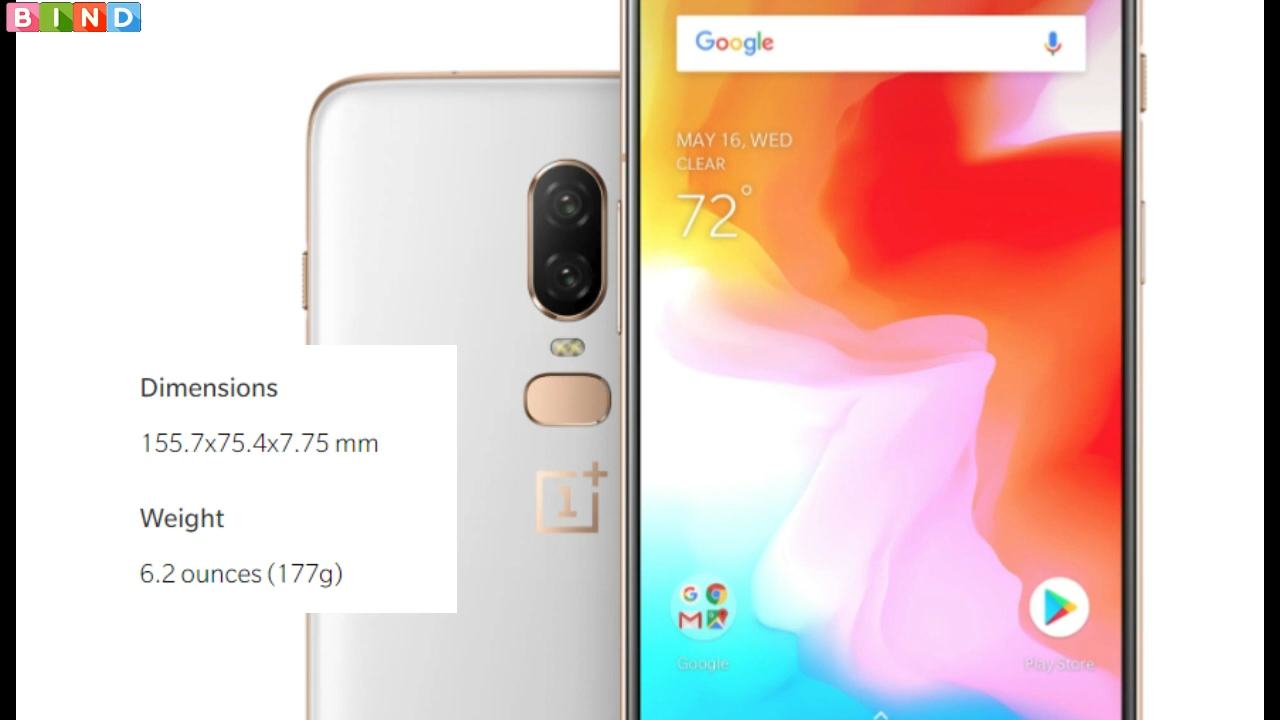 BIND
Google
MAY 16, WED
CLEAR
72°
Dimensions
155.7x75.4x7.75 mm
Weight
6.2 ounces (177g)
1+
Google
Play Store